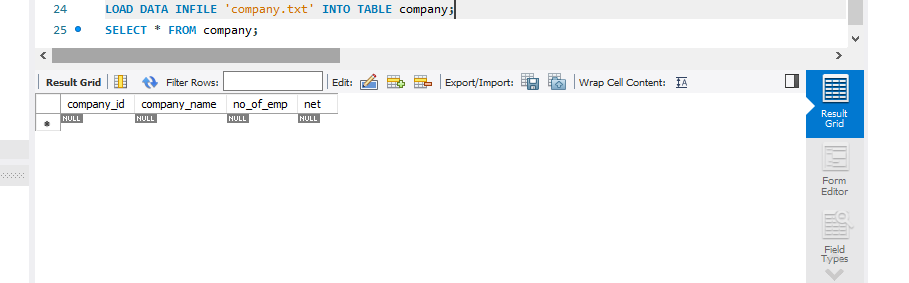 24 LOAD DATA INFILE 'company.txt' INTO TABLE company;
25 SELECT * FROM company;
Result Grid Filter Rows: Edit: Export/Import: Wrap Cell Content: IA
company_id company_name no_of_emp net
* NULL NULL NULL NULL
Result
Grid
Form
Editor
Field
Types